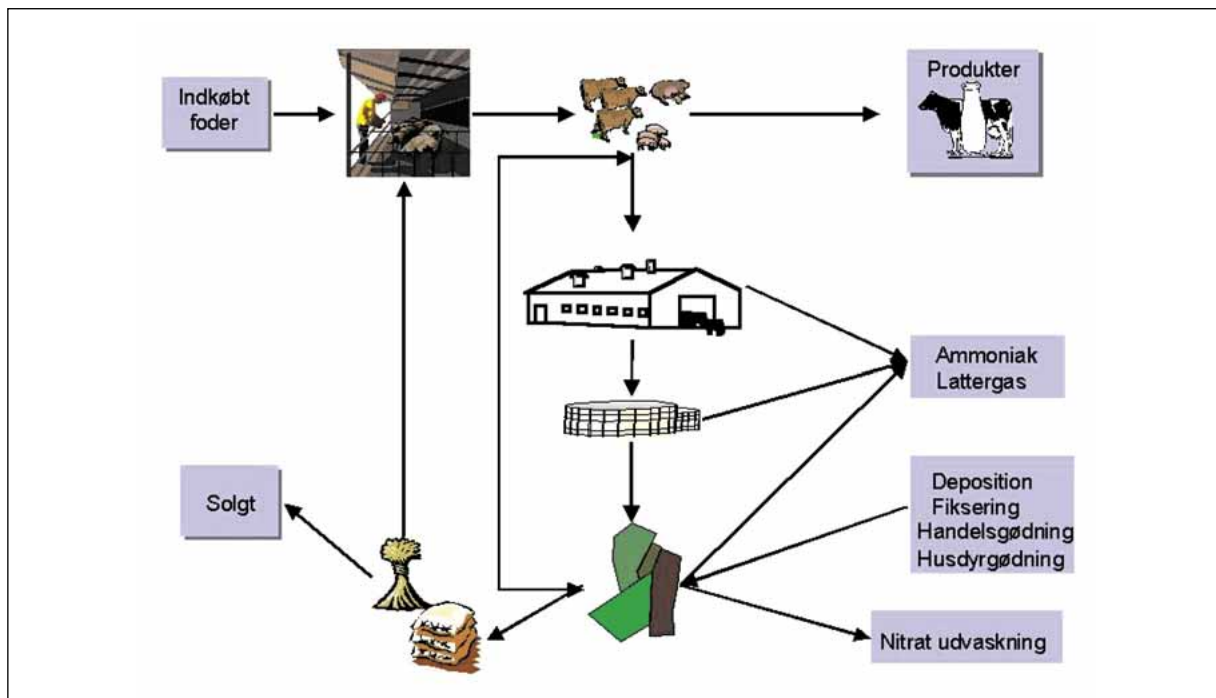 Indkøbt
foder
Produkter
Ammoniak
Lattergas
Solgt
Deposition
Fiksering
Handelsgødning
Husdyrgødning
Nitrat udvaskning